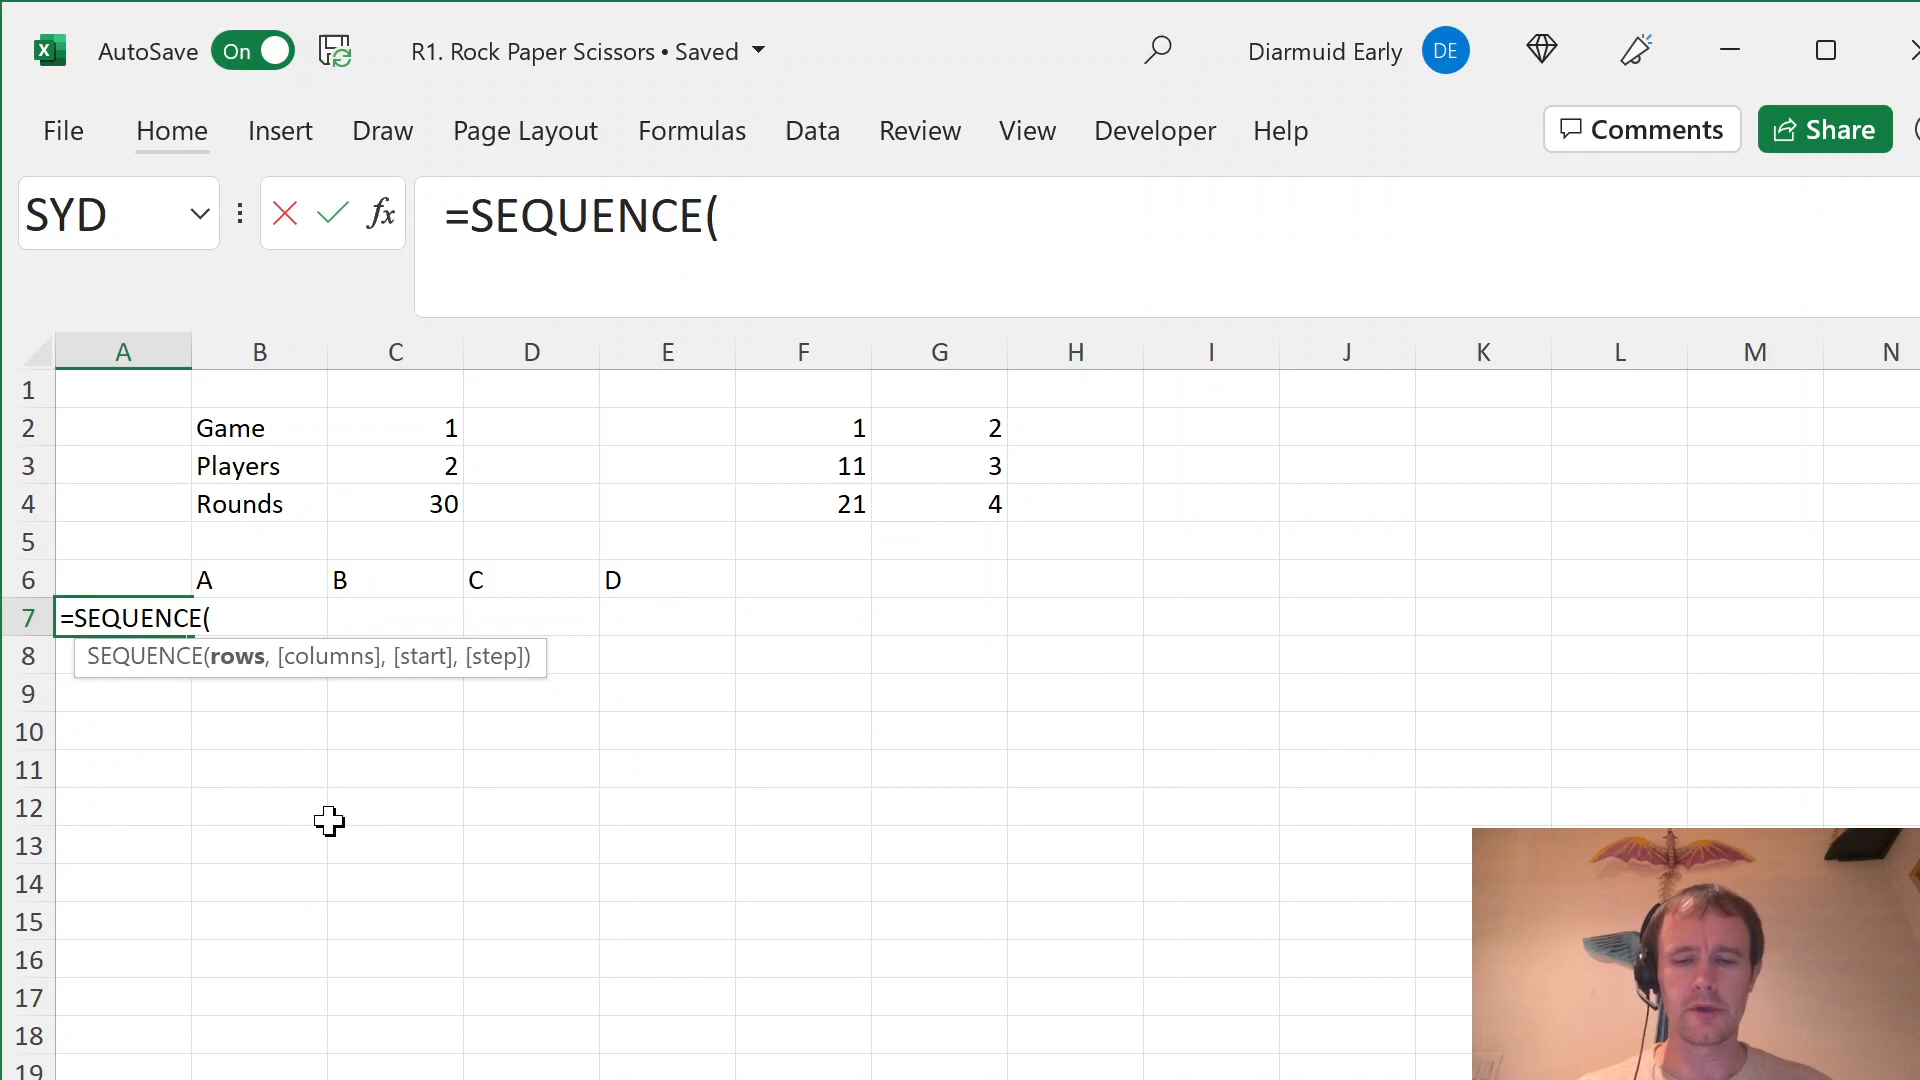 AutoSave On R1. Rock Paper Scissors • Saved Diarmuid Early DE
File Home Insert Draw Page Layout Formulas Data Review View Developer Help Comments Share
SYD fx =SEQUENCE(
A B C D E F G H I J K L M N
1
2 Game 1 1 2
3 Players 2 11 3
4 Rounds 30 21 4
5
6 A B C D
7 =SEQUENCE(
8 SEQUENCE(rows, [columns], [start], [step])
9
10
11
12
13
14
15
16
17
18
19